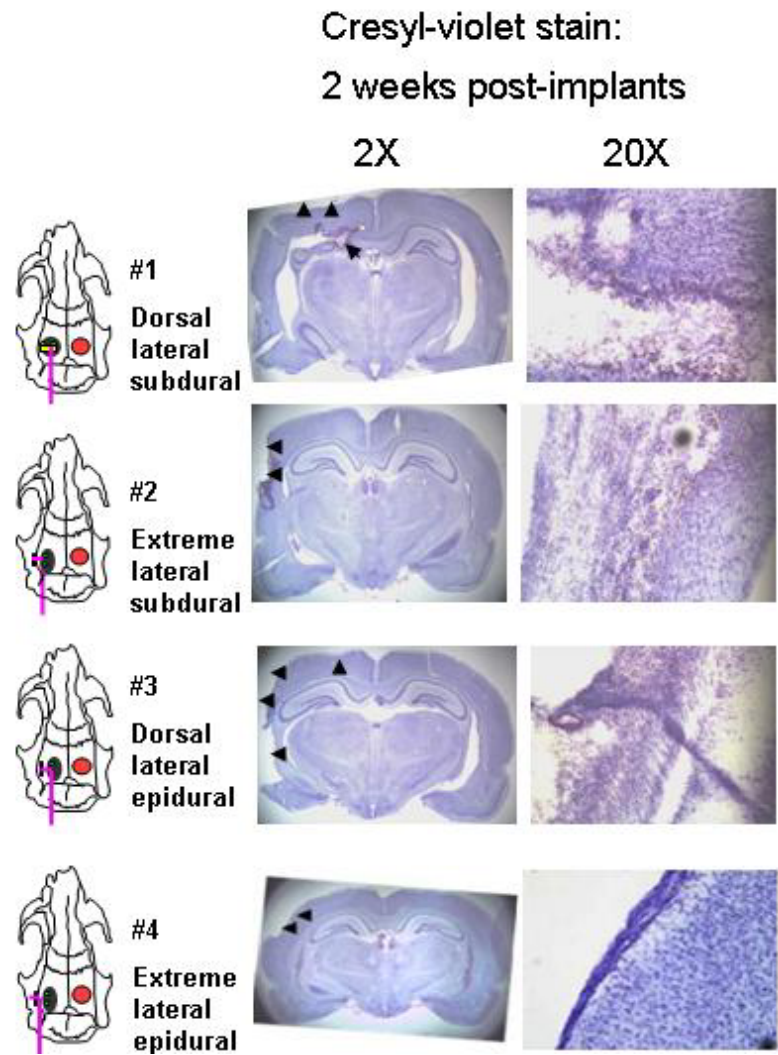 Cresyl-violet stain:
2 weeks post-implants
2X
20X
#1
Dorsal
lateral
subdural
#2
Extreme
lateral
subdural
#3
Dorsal
lateral
epidural
#4
Extreme
lateral
epidural